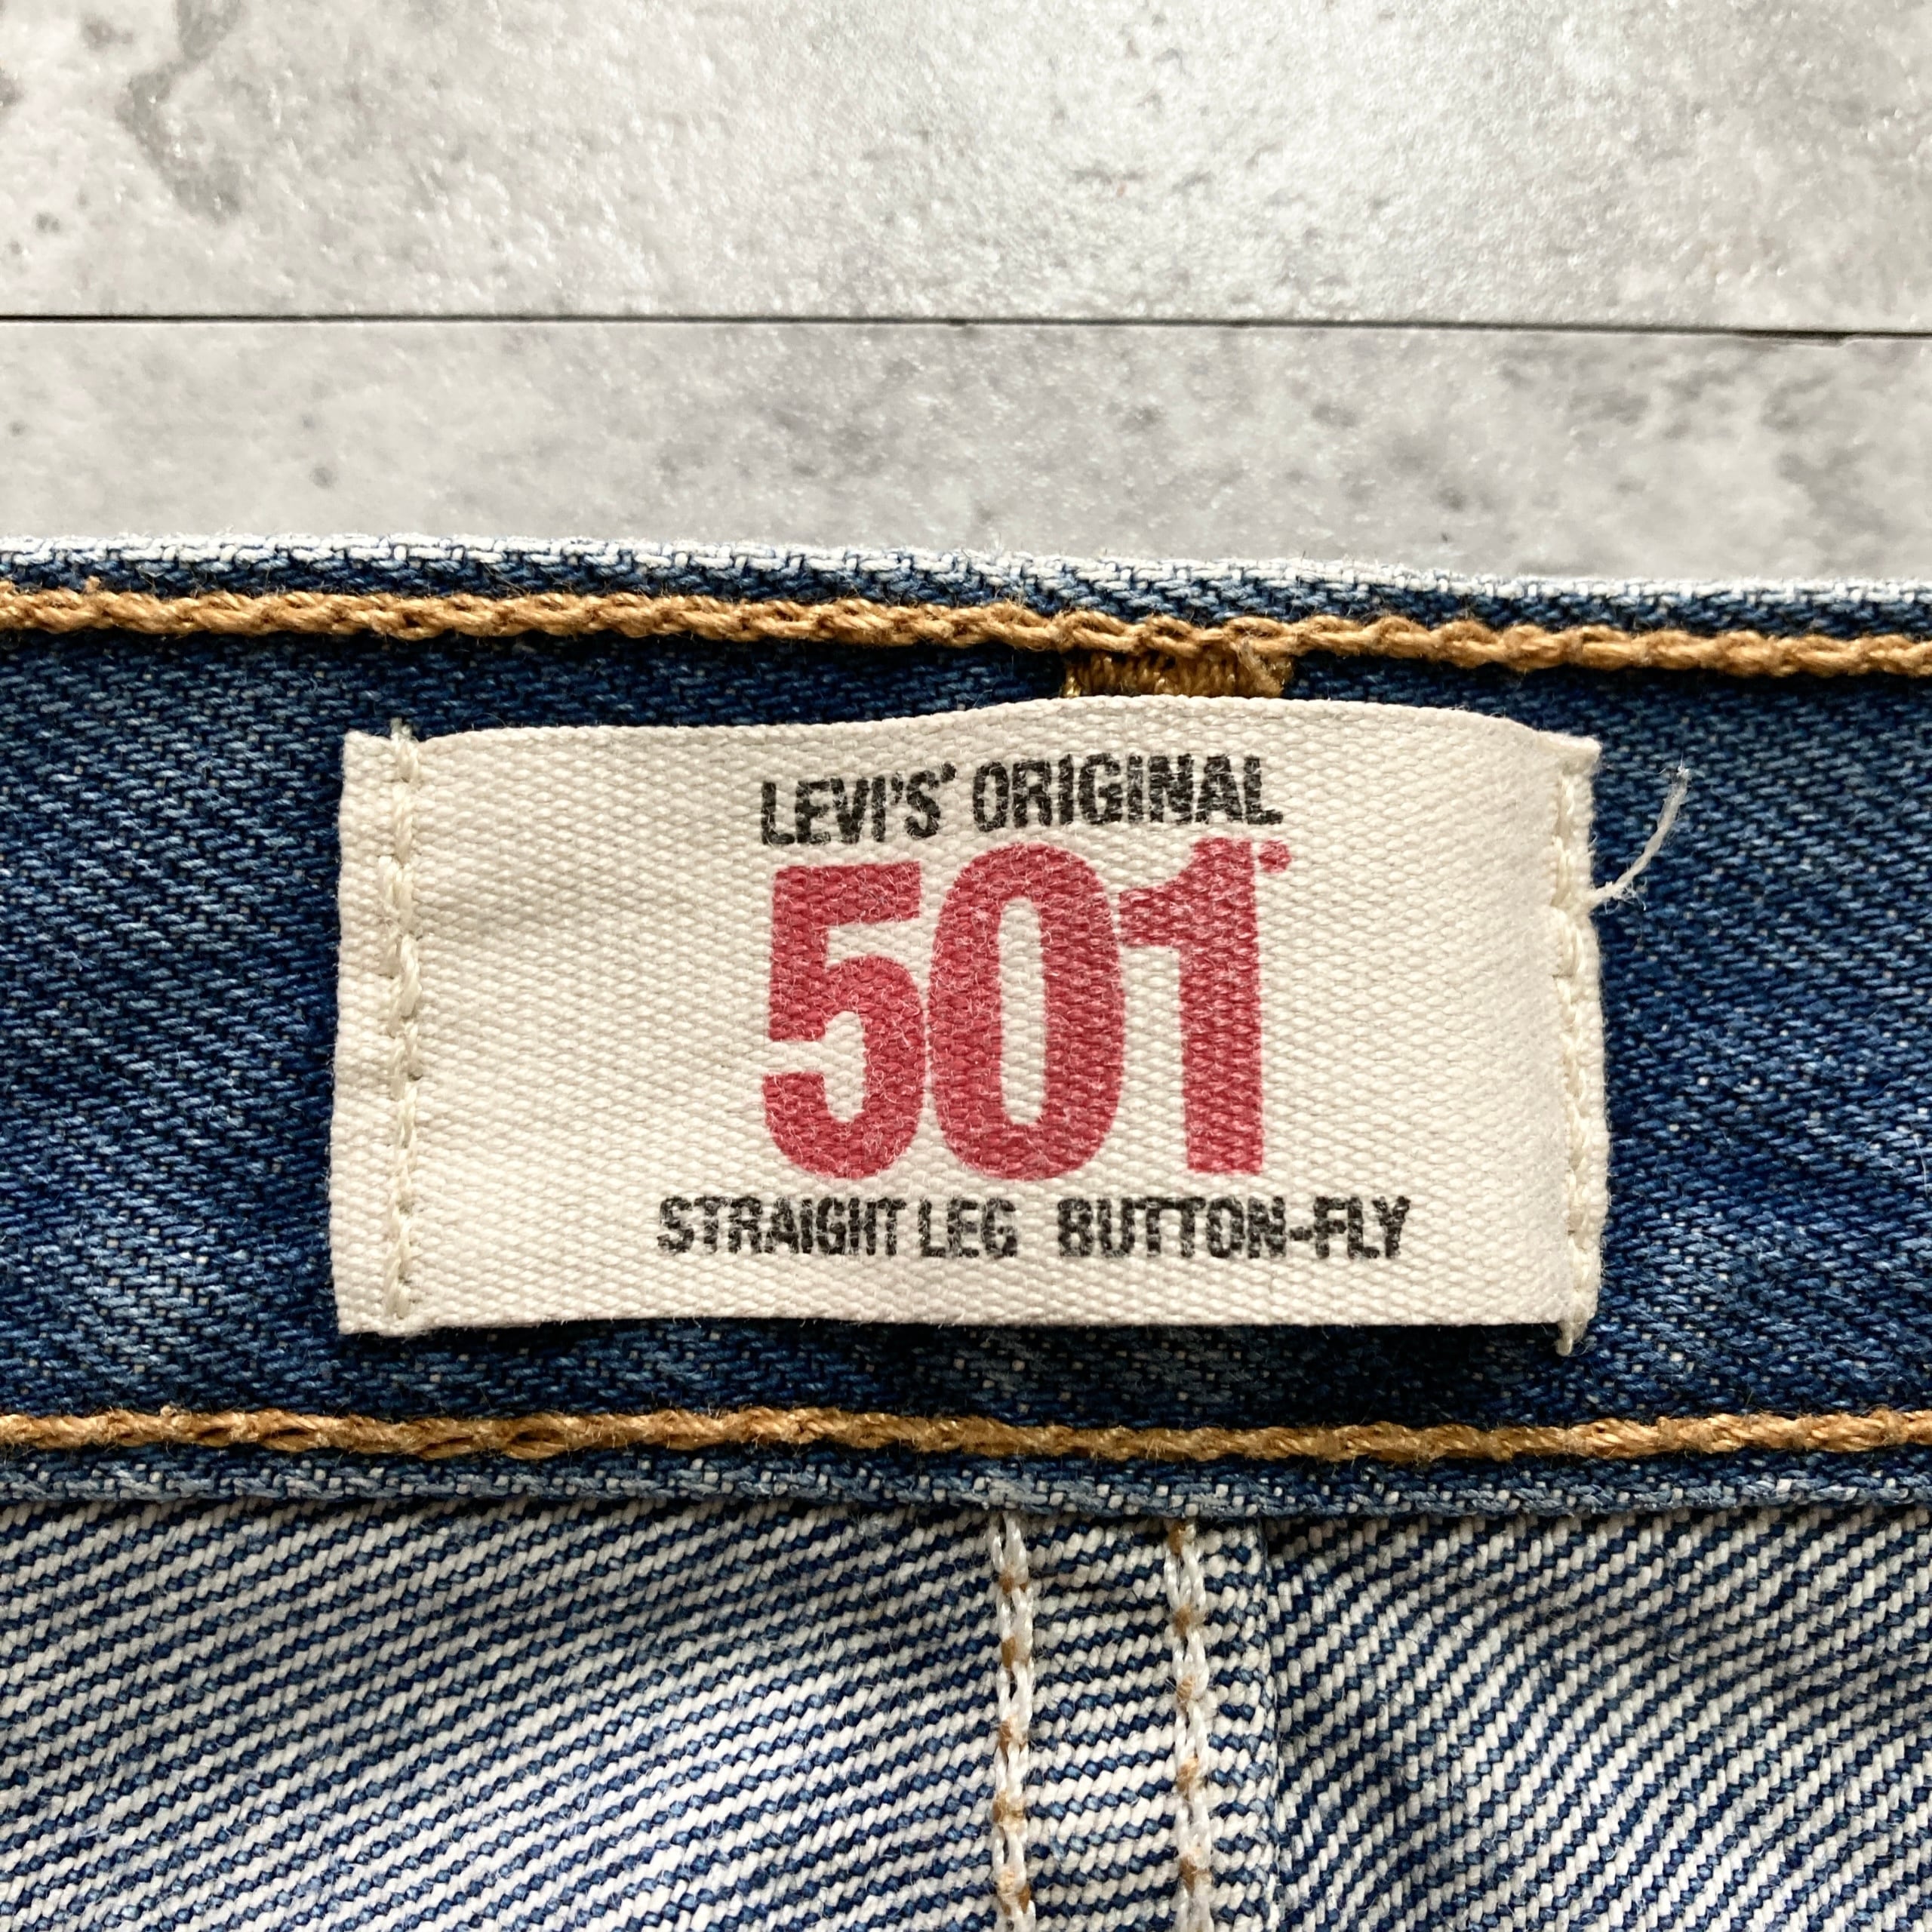 LEVI'S® ORIGINAL
501®
STRAIGHT LEG BUTTON-FLY